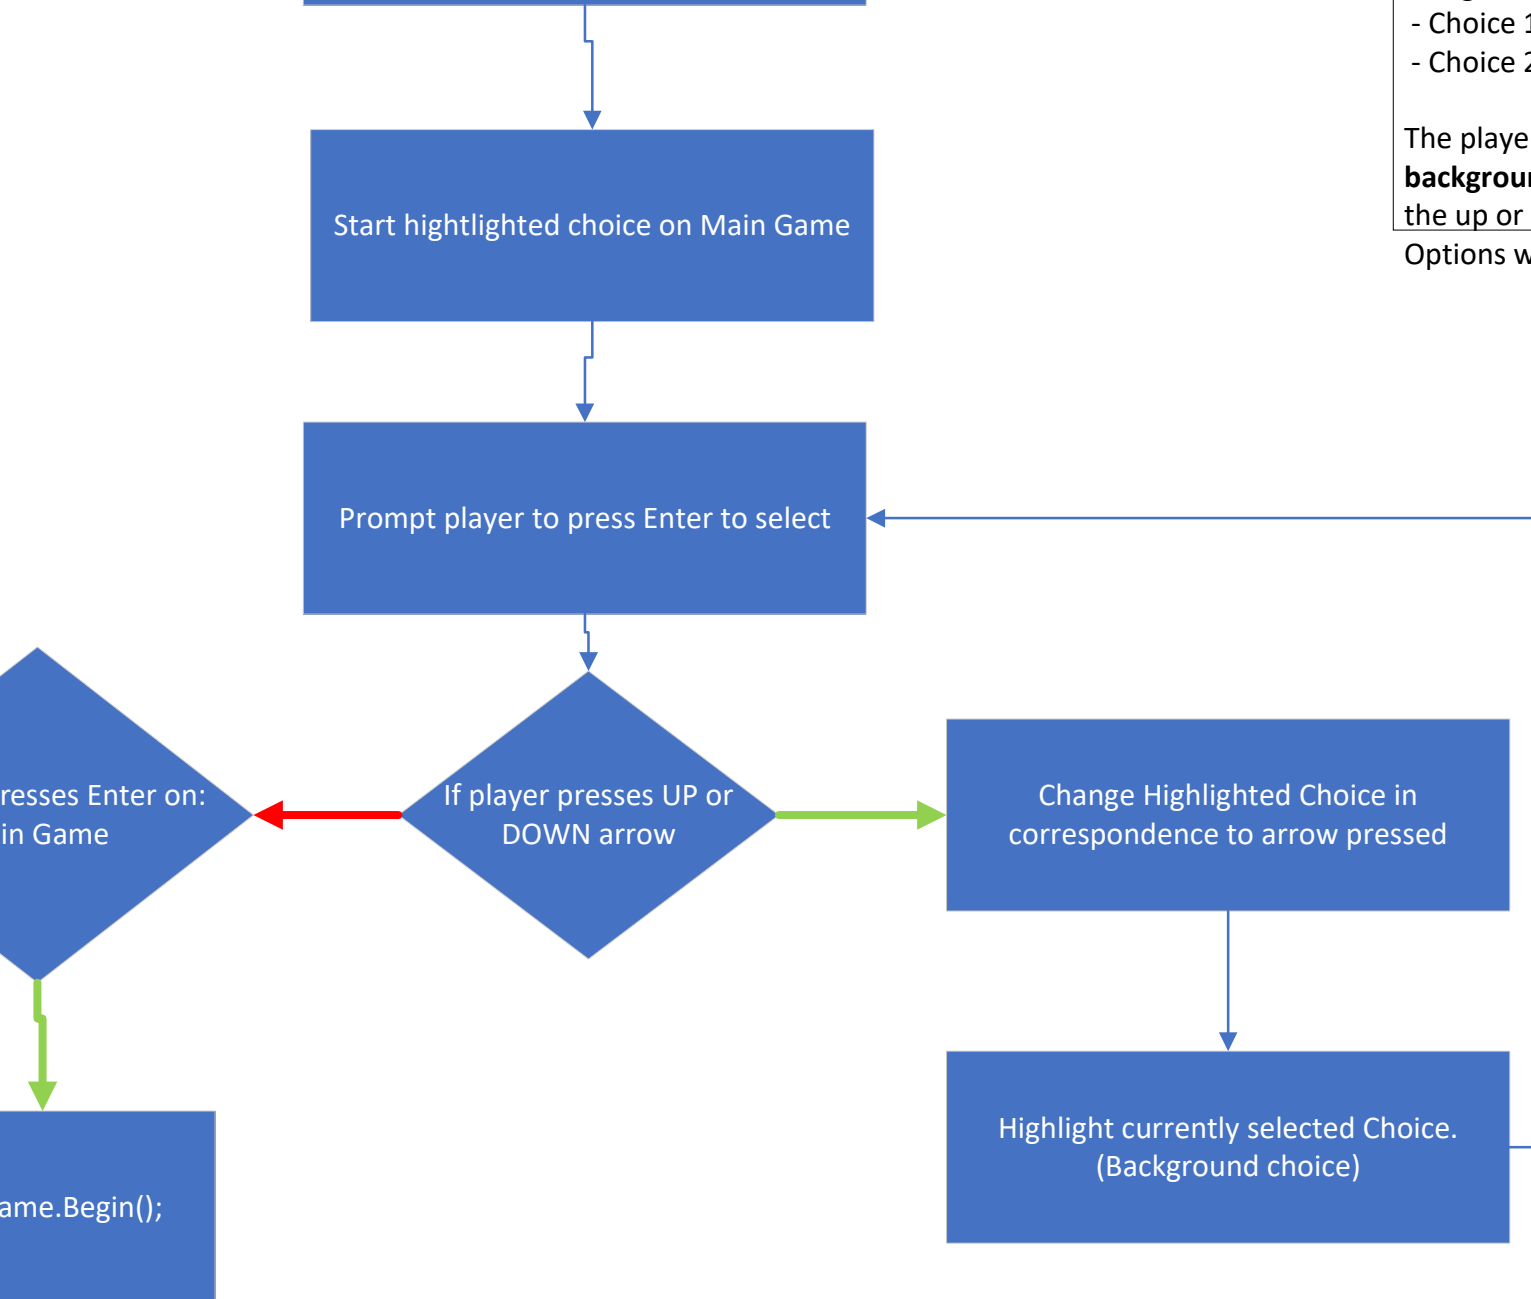 - Choice 1
- Choice 2
The playe
backgrou
the up or
Options w
Start hightlighted choice on Main Game
Prompt player to press Enter to select
resses Enter on:
in Game
If player presses UP or
DOWN arrow
Change Highlighted Choice in
correspondence to arrow pressed
Highlight currently selected Choice.
(Background choice)
ame.Begin();